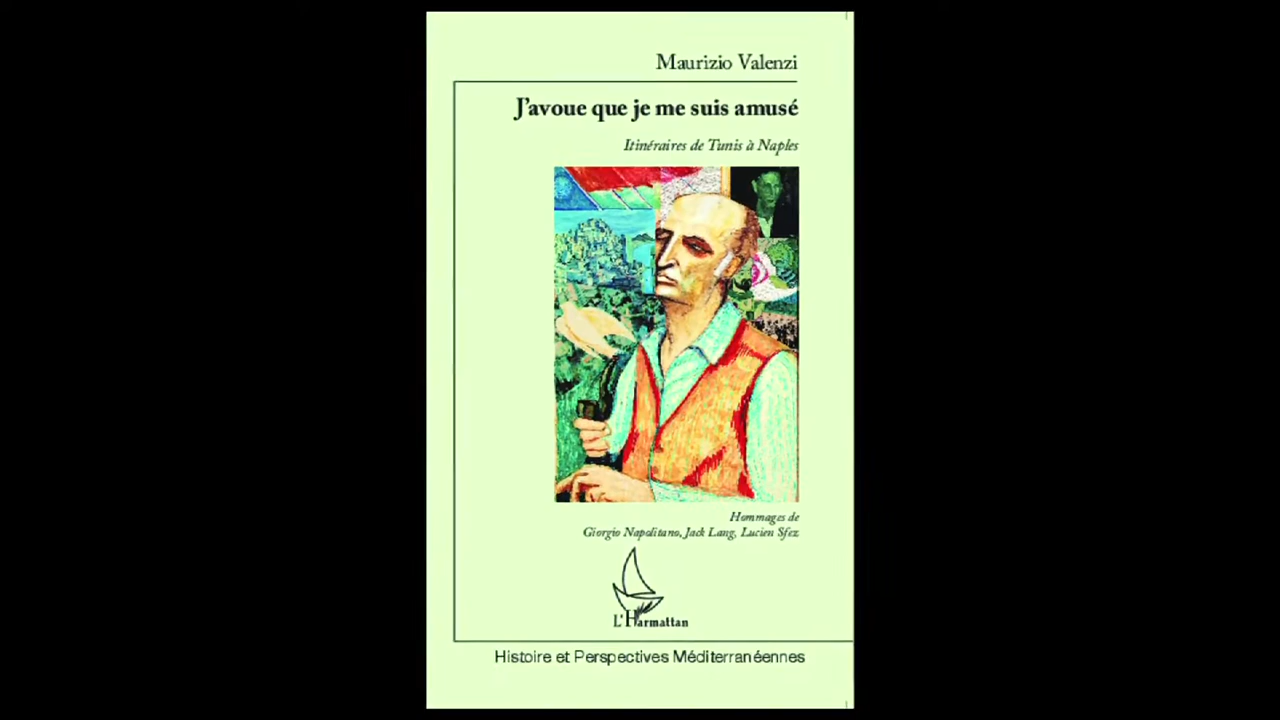 Maurizio Valenzi
J'avoue que je me suis amusé
Itinéraires de Tunis à Naples
Hommages de
Giorgio Napolitano, Jack Lang, Lucien Sfez
L'Harmattan
Histoire et Perspectives Méditerranéennes